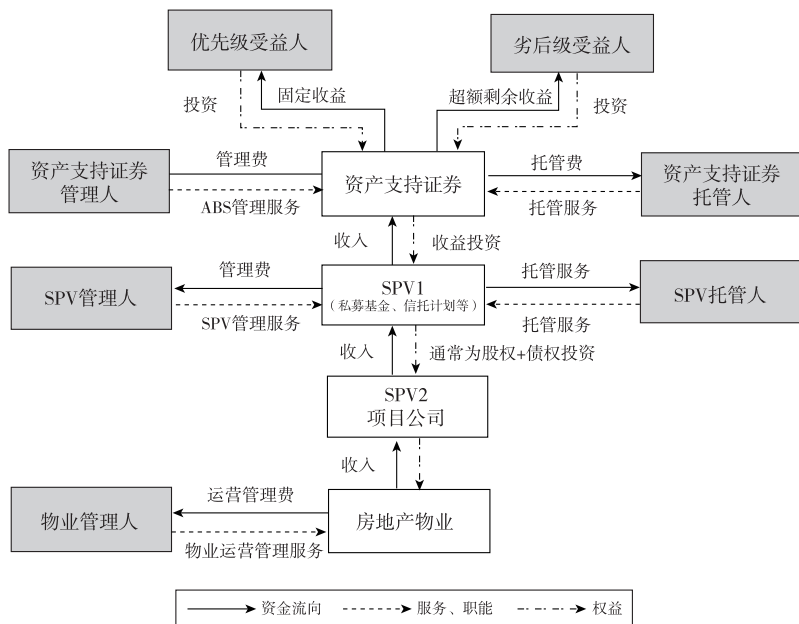 优先级受益人
劣后级受益人
投资
固定收益
超额剩余收益
投资
资产支持证券
管理人
管理费
ABS管理服务
资产支持证券
托管费
托管服务
资产支持证券
托管人
收入
收益投资
SPV管理人
管理费
SPV管理服务
SPV1
(私募基金、信托计划等)
托管服务
托管服务
SPV托管人
收入
通常为股权+债权投资
SPV2
项目公司
收入
物业管理人
运营管理费
物业运营管理服务
房地产物业
资金流向
服务、职能
权益